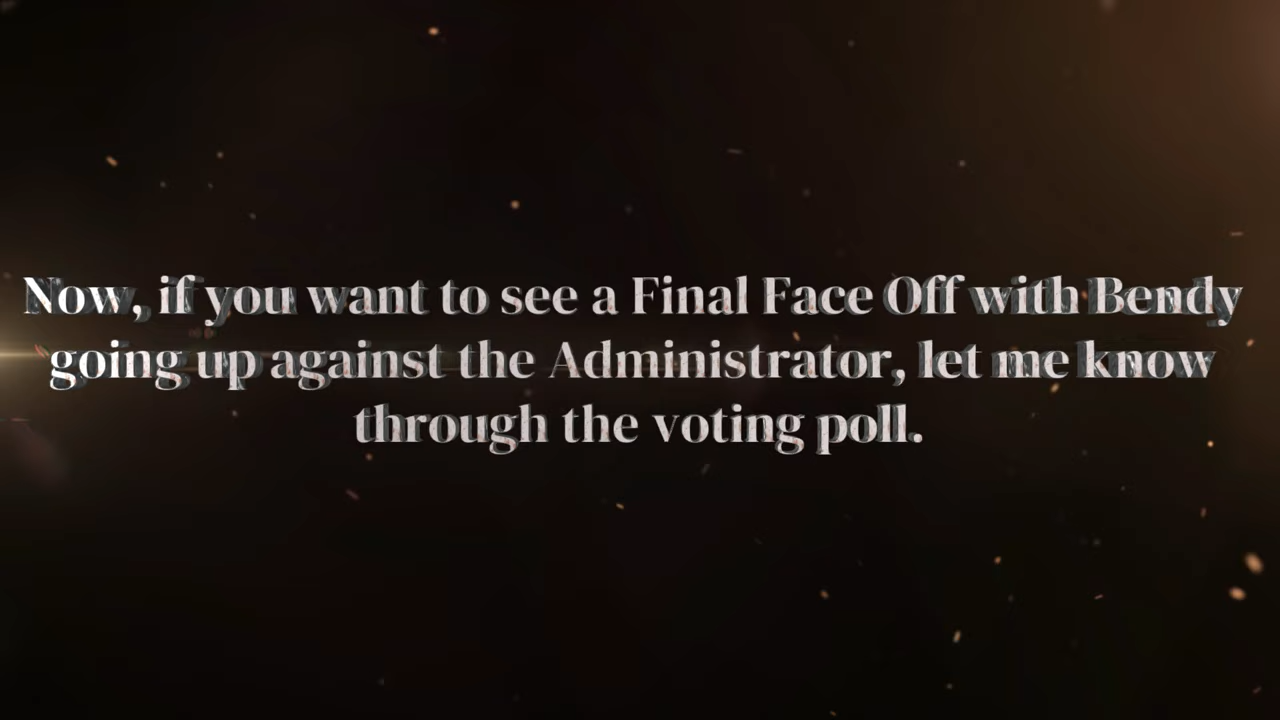 Now, if you want to see a Final Face Off with Bendy
going up against the Administrator, let me know
through the voting poll.